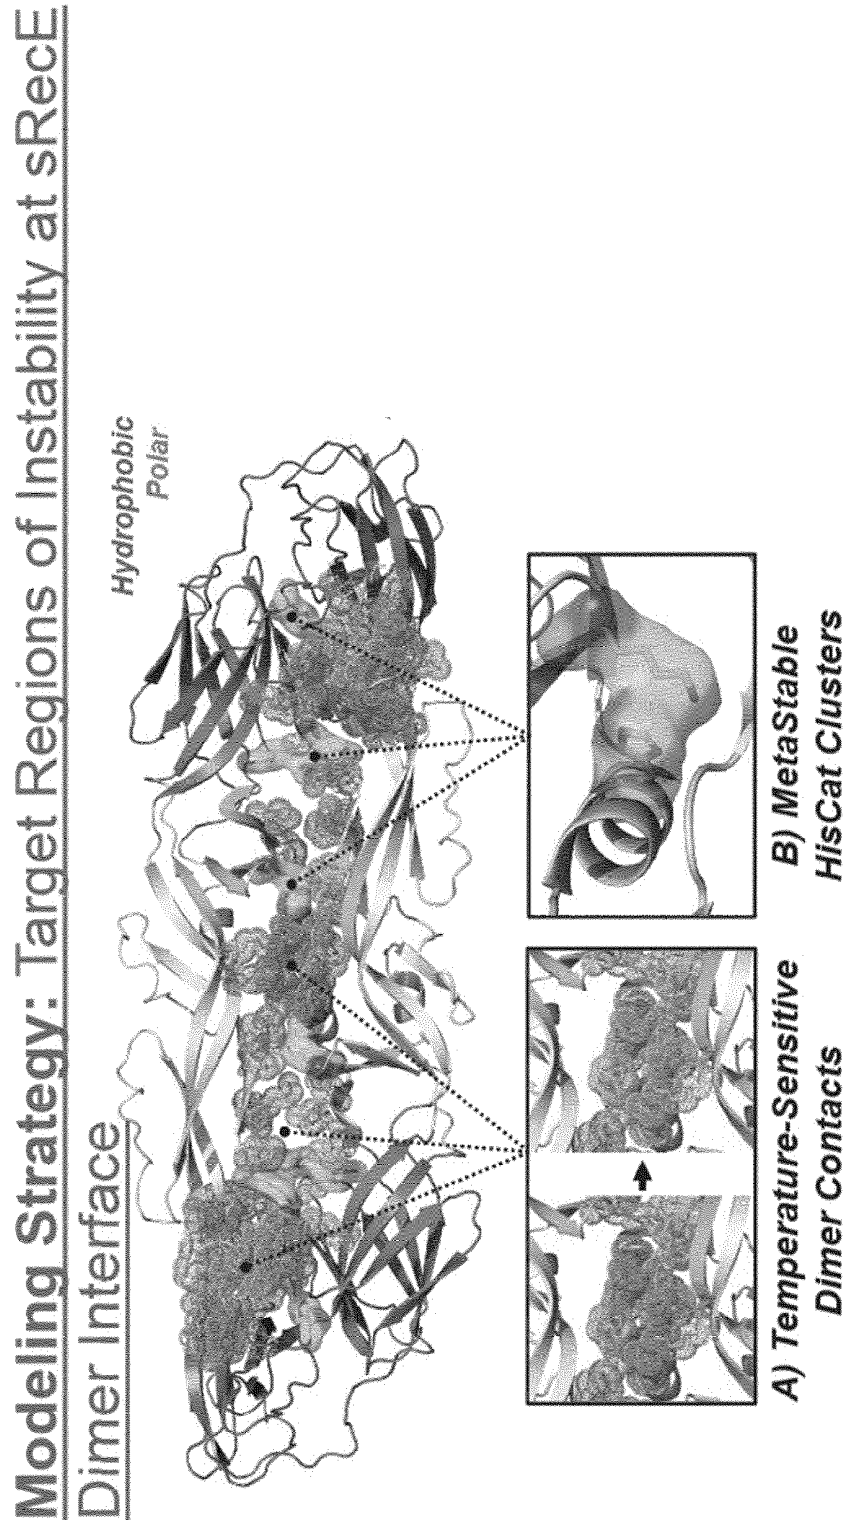 Modeling Strategy: Target Regions of Instability at sRecE
Dimer Interface
Hydrophobic
Polar
A) Temperature-Sensitive
Dimer Contacts
B) MetaStable
HisCat Clusters